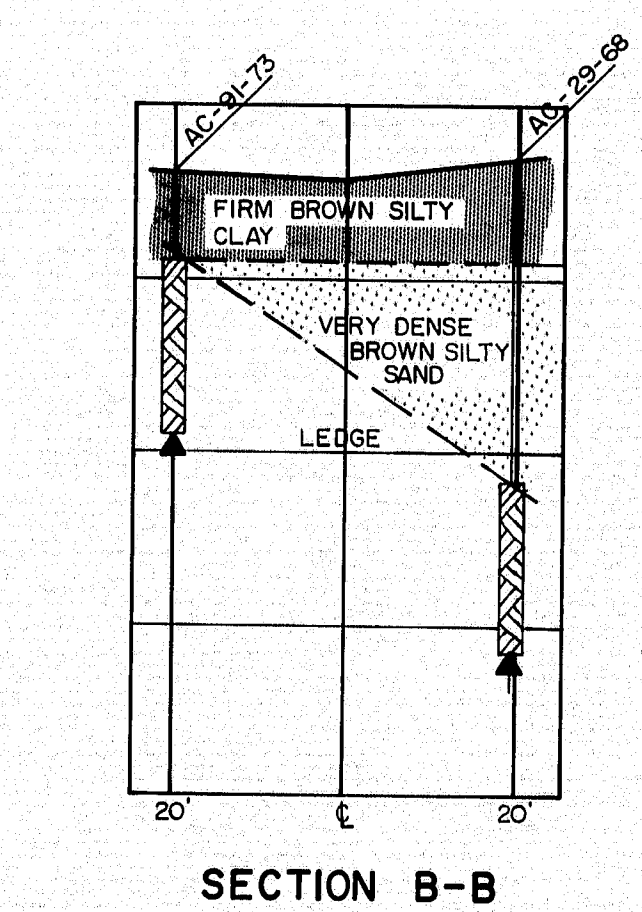 AC-91-73
AC-29-68
FIRM BROWN SILTY
CLAY
VERY DENSE
BROWN SILTY
SAND
LEDGE
20'
℄
20'
SECTION B-B